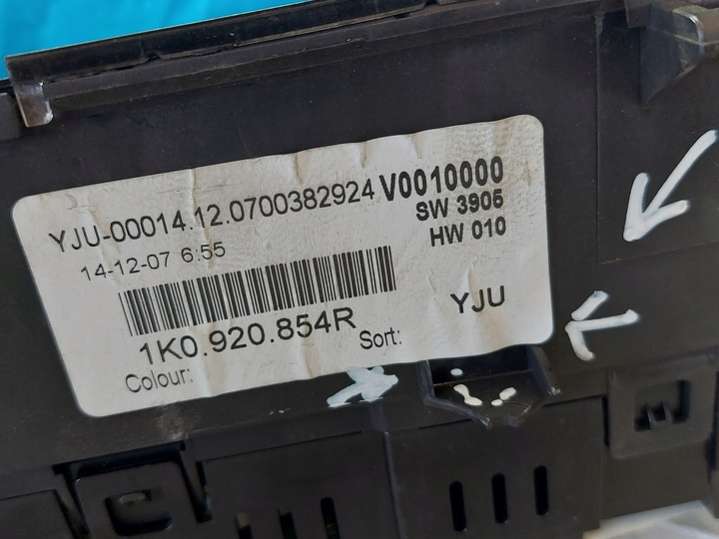 YJU-00014.12.0700382924 V0010000
SW 3905
HW 010
14-12-07 6:55
1K0.920.854R
Colour:
Sort:
YJU